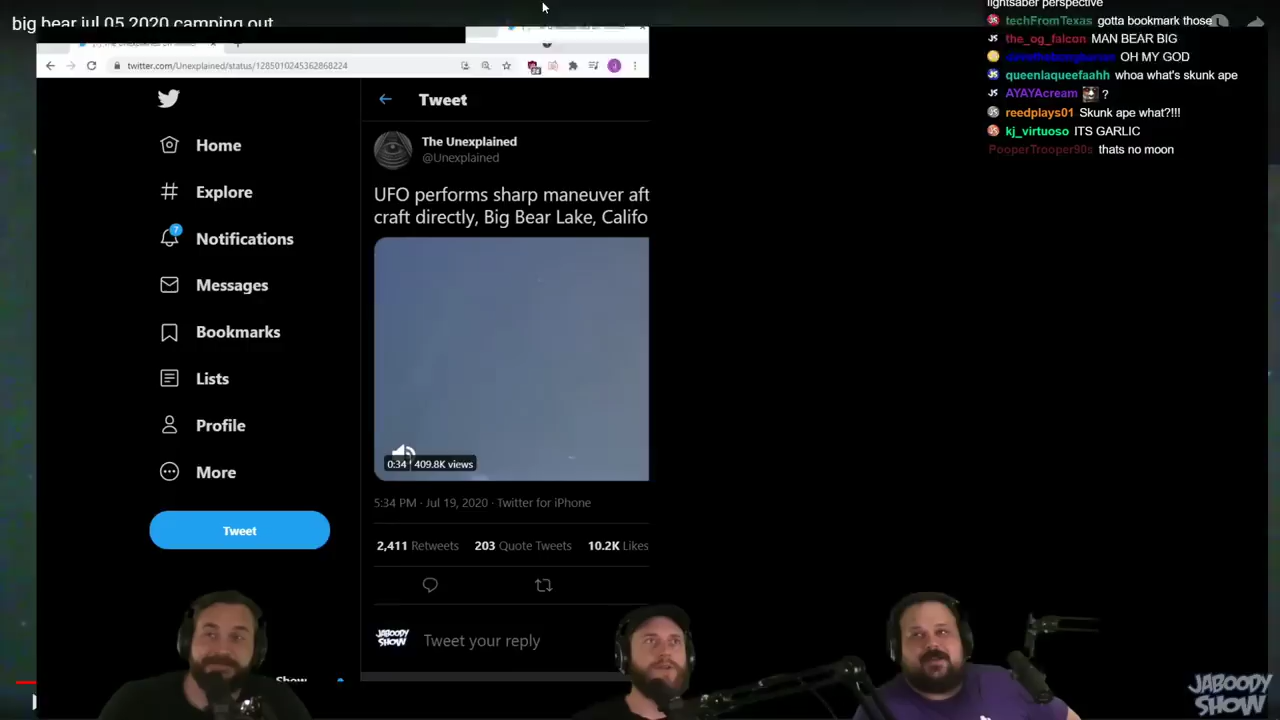 big bear jul 05 2020 camping out
lightsaber perspective
techFromTexas gotta bookmark those
the_og_falcon MAN BEAR BIG
OH MY GOD
queenlaqueefaahh whoa what's skunk ape
AYAYAcream ?
reedplays01 Skunk ape what?!!!
kj_virtuoso ITS GARLIC
PooperTrooper90s thats no moon
twitter.com/Unexplained/status/1285010245362868224
Home
Explore
7
Notifications
Messages
Bookmarks
Lists
Profile
More
Tweet
Tweet
The Unexplained
@Unexplained
UFO performs sharp maneuver aft
craft directly, Big Bear Lake, Califo
0:34 409.8K views
5:34 PM · Jul 19, 2020 · Twitter for iPhone
2,411 Retweets 203 Quote Tweets 10.2K Likes
JABOODY SHOW
Tweet your reply
Show
JABOODY
SHOW